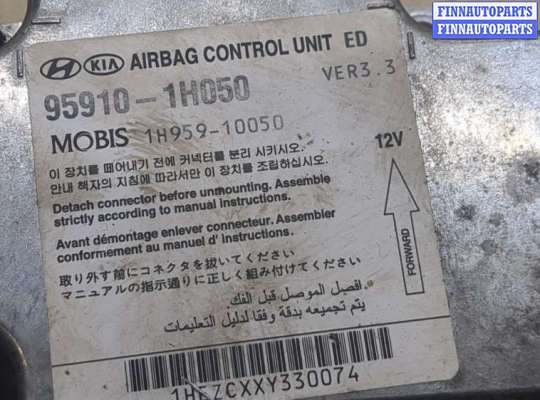 FINNAUTOPARTS
FINNAUTOPARTS
HYUNDAI KIA AIRBAG CONTROL UNIT ED
95910-1H050
VER3.3
MOBIS 1H959-10050
12V
이 장치를 떼어내기 전에 커넥터를 분리 시키시오.
안내 책자의 지침에 따라서만 이 장치를 조립하십시오.
Detach connector before unmounting. Assemble
strictly according to manual instructions.
Avant démontage enlever connecteur. Assembler
conformement au manuel d' instructions.
FORWARD
取り外す前にコネクタを抜いてください
マニュアルの指示通りに正しく組み付けてください
افصل الموصل قبل الفك.
يتم تجميعه بدقة وفقا لدليل التعليمات
ZCXXY330074